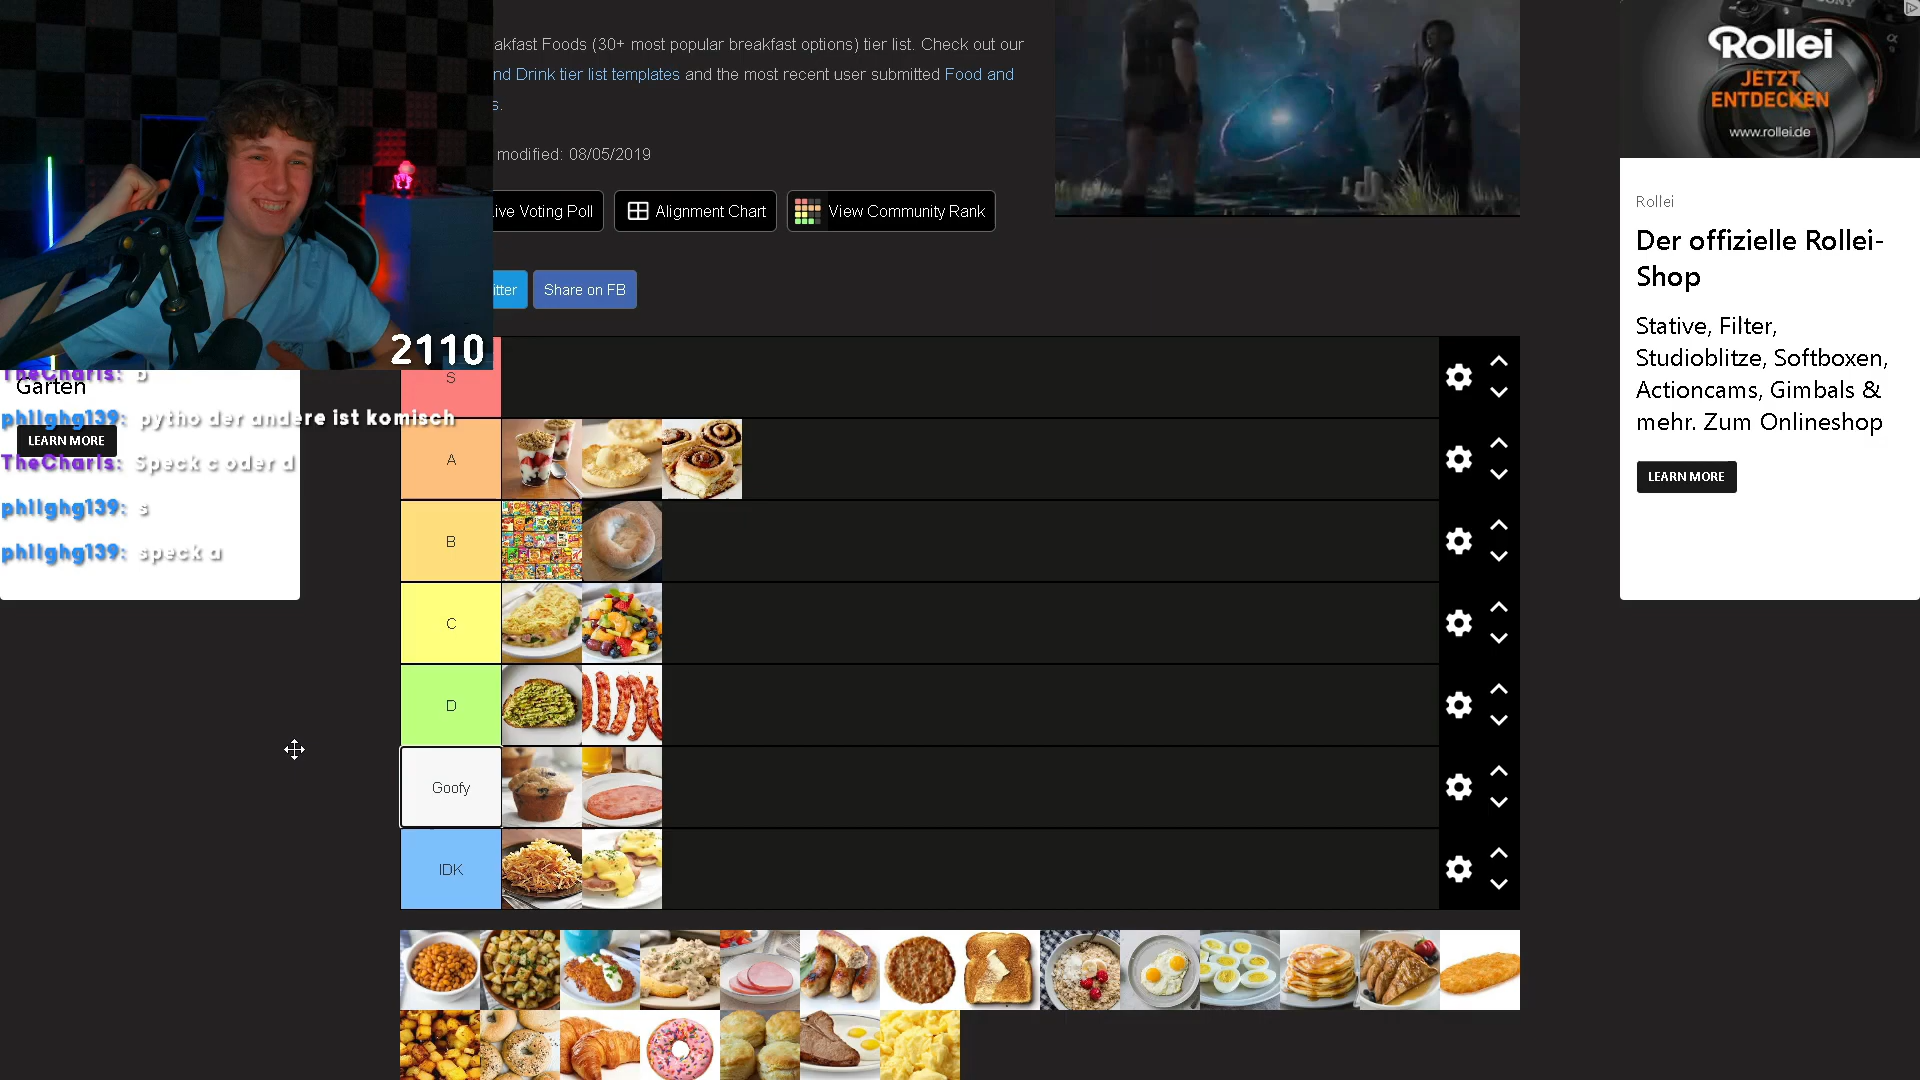 akfast Foods (30+ most popular breakfast options) tier list. Check out our
nd Drink tier list templates and the most recent user submitted Food and
s.
modified: 08/05/2019
ive Voting Poll
Alignment Chart
View Community Rank
itter
Share on FB
2110
TheCharls: b
Garten
philghg139: pytho der andere ist komisch
LEARN MORE
TheCharls: Speck c oder d
philghg139: s
philghg139: speck a
S
A
B
C
D
Goofy
IDK
SONY
Rollei
JETZT
ENTDECKEN
www.rollei.de
Rollei
Der offizielle Rollei-
Shop
Stative, Filter,
Studioblitze, Softboxen,
Actioncams, Gimbals &
mehr. Zum Onlineshop
LEARN MORE